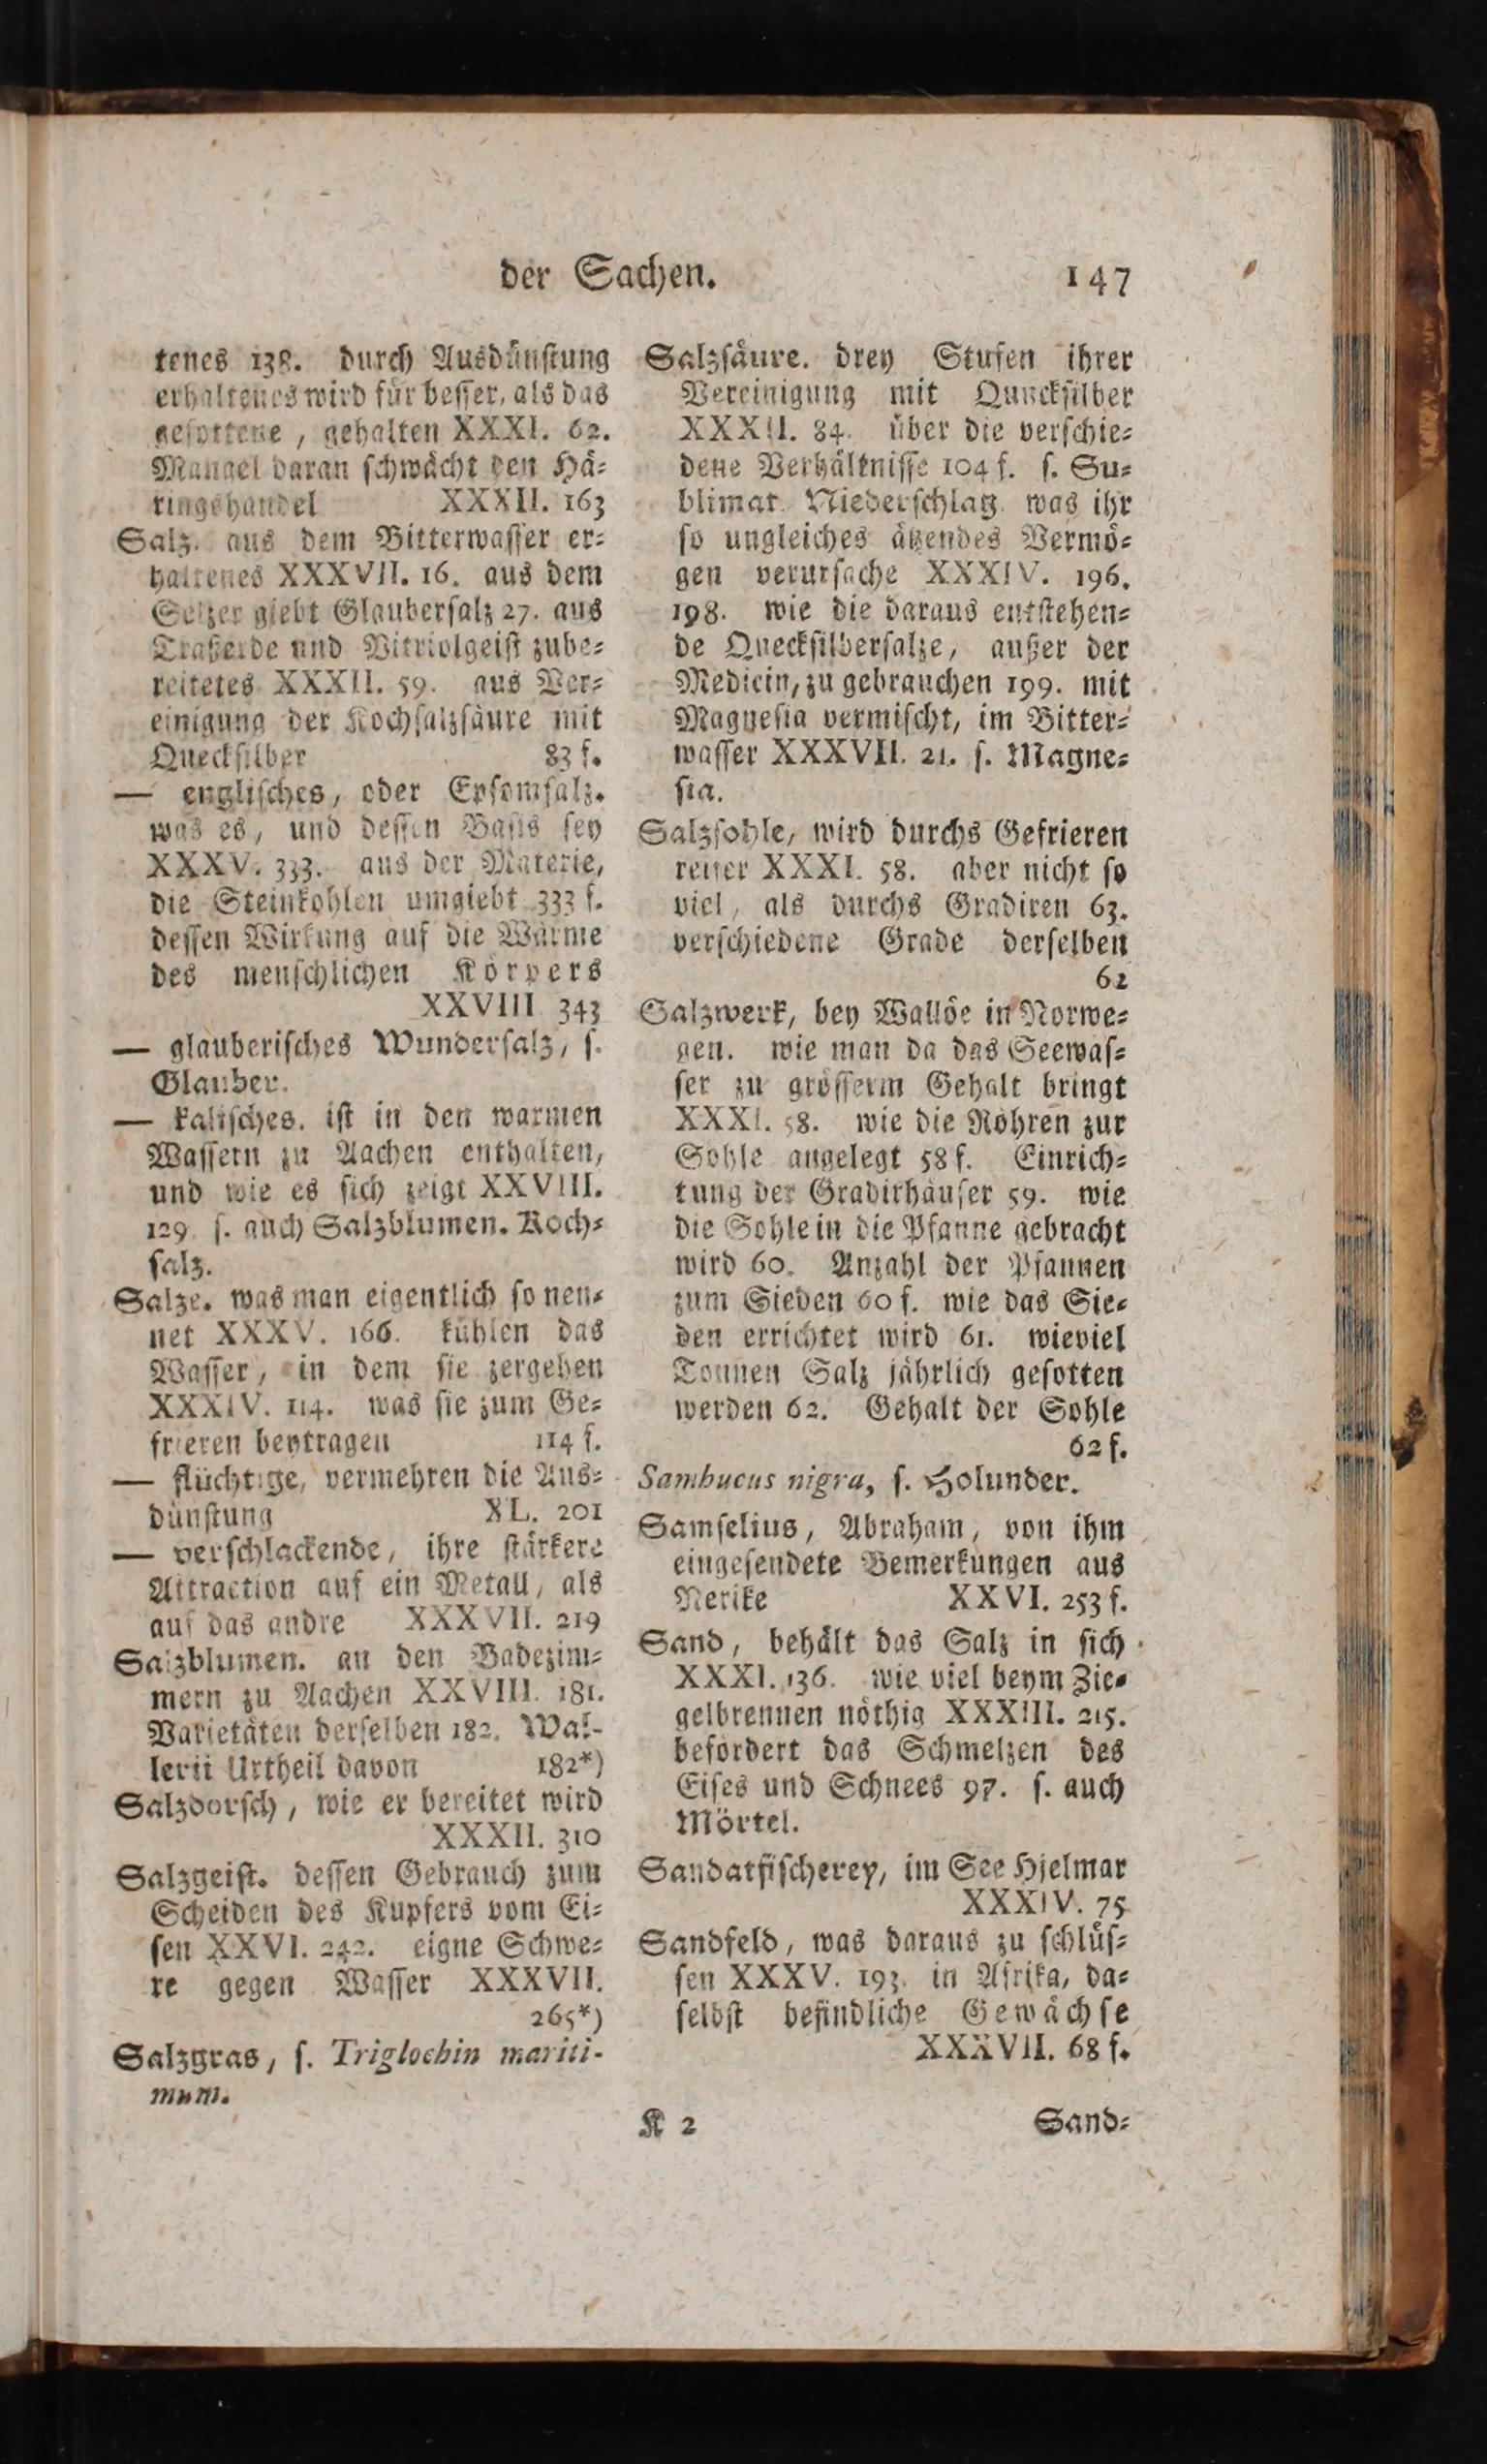 der Sachen. 147
tenes 138. durch Ausdünſtung
erhaltenes wird für beſſer, als das
geſottene, gehalten XXXI. 62.
Mangel daran ſchwächt den Hä-
ringshandel XXXII. 163
Salz. aus dem Bitterwaſſer er-
haltenes XXXVII. 16. aus dem
Selzer giebt Glauberſalz 27. aus
Traßerde und Vitriolgeiſt zube-
reitetes XXXII. 59. aus Ver-
einigung der Kochſalzſäure mit
Queckſilber 83 f.
— engliſches, oder Epſomſalz.
was es, und deſſen Baſis ſey
XXXV. 333. aus der Materie,
die Steinkohlen umgiebt 333 f.
deſſen Wirkung auf die Wärme
des menſchlichen Körpers
XXVIII 343
— glauberiſches Wunderſalz, ſ.
Glauber.
— kaliſches. iſt in den warmen
Waſſern zu Aachen enthalten,
und wie es ſich zeigt XXVIII.
129. ſ. auch Salzblumen. Koch-
ſalz.
Salze. was man eigentlich ſo nen-
net XXXV. 166. kühlen das
Waſſer, in dem ſie zergehen
XXXIV. 114. was ſie zum Ge-
frieren beytragen 114 f.
— flüchtige, vermehren die Aus-
dünſtung XL. 201
— verſchlackende, ihre ſtärkere
Attraction auf ein Metall, als
auf das andre XXXVII. 219
Salzblumen. an den Badezim-
mern zu Aachen XXVIII. 181.
Varietäten derſelben 182. Wal-
lerii Urtheil davon 182*)
Salzdorſch, wie er bereitet wird
XXXII. 310
Salzgeiſt. deſſen Gebrauch zum
Scheiden des Kupfers vom Ei-
ſen XXVI. 242. eigne Schwe-
re gegen Waſſer XXXVII.
265*)
Salzgras, ſ. Triglochin mariti-
mum.
Salzſäure. drey Stufen ihrer
Vereinigung mit Quuckſilber
XXXII. 84. über die verſchie-
dene Verhältniſſe 104 f. ſ. Su-
blimat. Niederſchlag. was ihr
ſo ungleiches ätzendes Vermö-
gen verurſache XXXIV. 196.
198. wie die daraus entſtehen-
de Queckſilberſalze, außer der
Medicin, zu gebrauchen 199. mit
Magneſia vermiſcht, im Bitter-
waſſer XXXVII. 21. ſ. Magne-
ſia.
Salzſohle, wird durchs Gefrieren
reiner XXXI. 58. aber nicht ſo
viel, als durchs Gradiren 63.
verſchiedene Grade derſelben
62
Salzwerk, bey Wallöe in Norwe-
gen. wie man da das Seewaſ-
ſer zu gröſſerm Gehalt bringt
XXXI. 58. wie die Röhren zur
Sohle angelegt 58 f. Einrich-
tung der Gradirhäuſer 59. wie
die Sohle in die Pfanne gebracht
wird 60. Anzahl der Pfannen
zum Sieden 60 f. wie das Sie-
den errichtet wird 61. wieviel
Tonnen Salz jährlich geſotten
werden 62. Gehalt der Sohle
62 f.
Sambucus nigra, ſ. Holunder.
Samſelius, Abraham, von ihm
eingeſendete Bemerkungen aus
Nerike XXVI. 253 f.
Sand, behält das Salz in ſich
XXXI. 136. wie viel beym Zie-
gelbrennen nöthig XXXIII. 215.
befördert das Schmelzen des
Eiſes und Schnees 97. ſ. auch
Mörtel.
Sandatfiſcherey, im See Hjelmar
XXXIV. 75
Sandfeld, was daraus zu ſchlüſ-
ſen XXXV. 193. in Afrika, da-
ſelbſt befindliche Gewächſe
XXXVII. 68 f.
K 2 Sand-